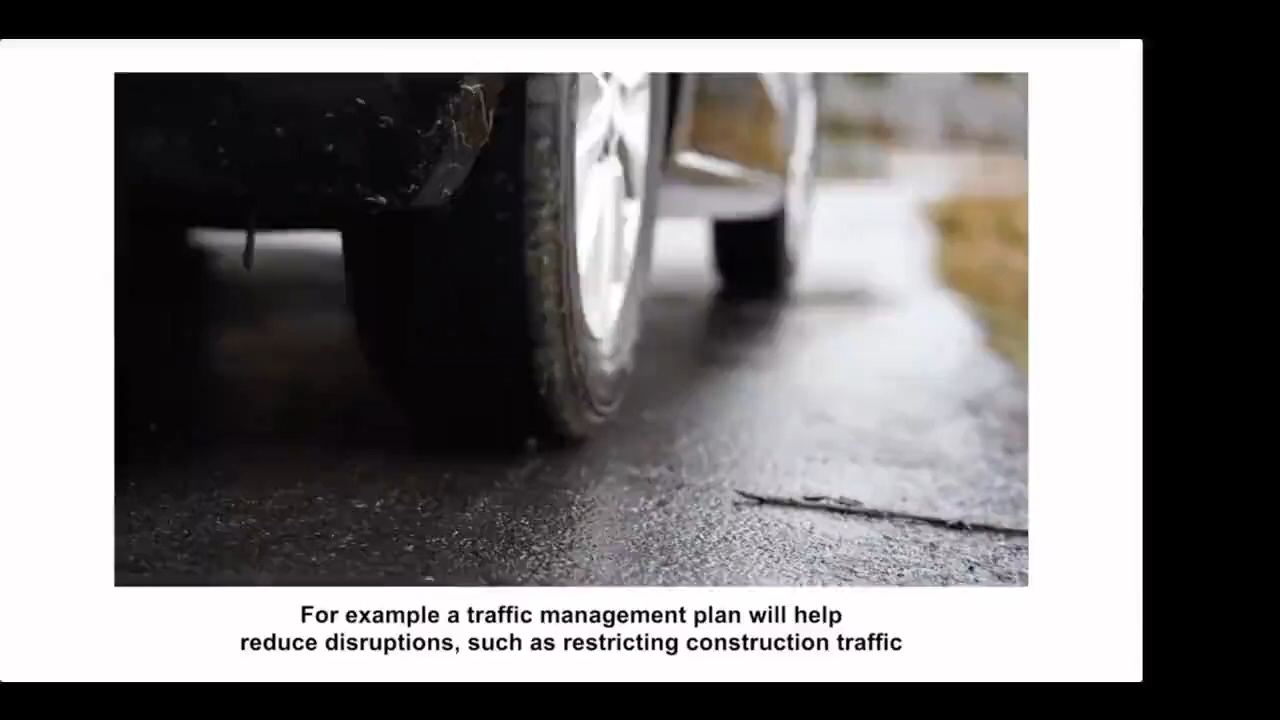 For example a traffic management plan will help
reduce disruptions, such as restricting construction traffic